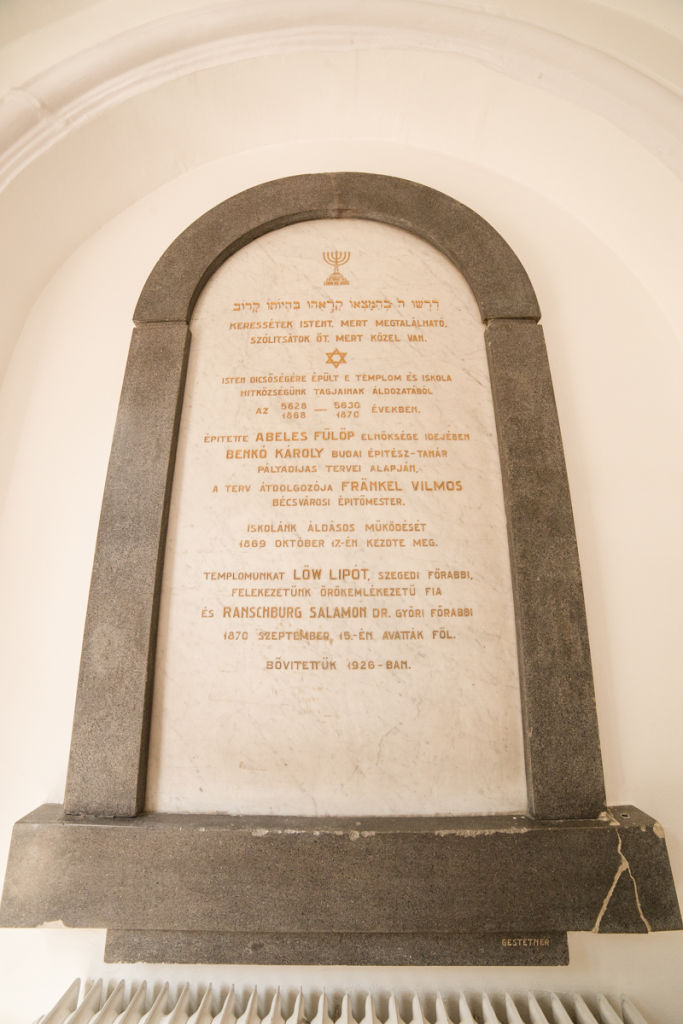 דרשו ה' בהמצאו קראהו בהיותו קרוב
KERESSÉTEK ISTENT, MERT MEGTALÁLHATÓ,
SZÓLITSÁTOK ŐT, MERT KÖZEL VAN.
ISTEN DICSŐSÉGÉRE ÉPÜLT E TEMPLOM ÉS ISKOLA
HITKÖZSÉGÜNK TAGJAINAK ÁLDOZATÁBÓL
AZ 5628/1868 — 5630/1870 ÉVEKBEN.
ÉPITETTE ABELES FÜLÖP ELNÖKSÉGE IDEJÉBEN
BENKÓ KÁROLY BUDAI ÉPITÉSZ-TANÁR
PÁLYADIJAS TERVEI ALAPJÁN,
A TERV ÁTDOLGOZÓJA FRÄNKEL VILMOS
BÉCSVÁROSI ÉPITŐMESTER.
ISKOLÁNK ÁLDÁSOS MŰKÖDÉSÉT
1869 OKTÓBER 17-ÉN KEZDTE MEG.
TEMPLOMUNKAT LÖW LIPÓT, SZEGEDI FŐRABBI,
FELEKEZETÜNK ÖRÖKEMLÉKEZETŰ FIA
ÉS RANSCHBURG SALAMON DR. GYŐRI FŐRABBI
1870 SZEPTEMBER, 15.-ÉN AVATTÁK FÖL.
BŐVITETTÜK 1926-BAN.
GESTETNER